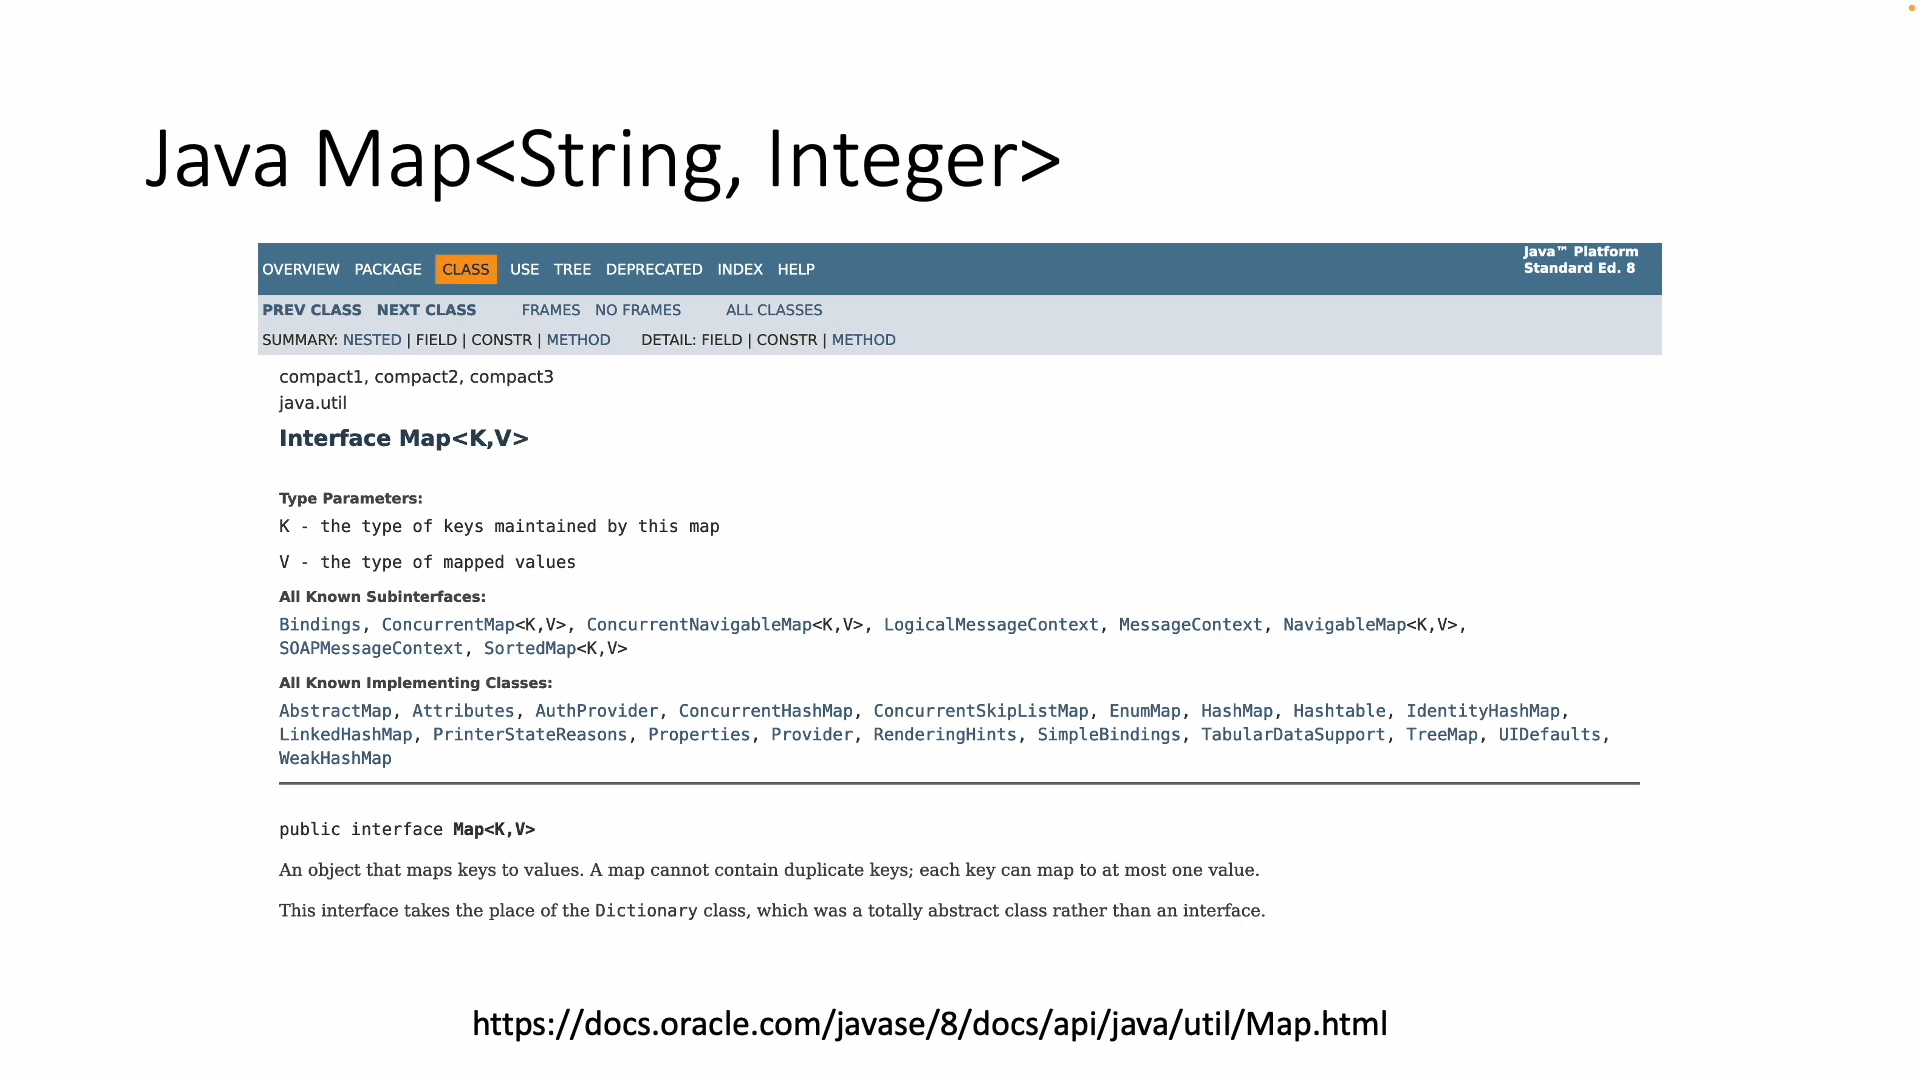 Java Map<String, Integer>
OVERVIEW PACKAGE CLASS USE TREE DEPRECATED INDEX HELP
Java™ Platform
Standard Ed. 8
PREV CLASS NEXT CLASS FRAMES NO FRAMES ALL CLASSES
SUMMARY: NESTED | FIELD | CONSTR | METHOD DETAIL: FIELD | CONSTR | METHOD
compact1, compact2, compact3
java.util
Interface Map<K,V>
Type Parameters:
K - the type of keys maintained by this map
V - the type of mapped values
All Known Subinterfaces:
Bindings, ConcurrentMap<K,V>, ConcurrentNavigableMap<K,V>, LogicalMessageContext, MessageContext, NavigableMap<K,V>,
SOAPMessageContext, SortedMap<K,V>
All Known Implementing Classes:
AbstractMap, Attributes, AuthProvider, ConcurrentHashMap, ConcurrentSkipListMap, EnumMap, HashMap, Hashtable, IdentityHashMap,
LinkedHashMap, PrinterStateReasons, Properties, Provider, RenderingHints, SimpleBindings, TabularDataSupport, TreeMap, UIDefaults,
WeakHashMap
public interface Map<K,V>
An object that maps keys to values. A map cannot contain duplicate keys; each key can map to at most one value.
This interface takes the place of the Dictionary class, which was a totally abstract class rather than an interface.
https://docs.oracle.com/javase/8/docs/api/java/util/Map.html